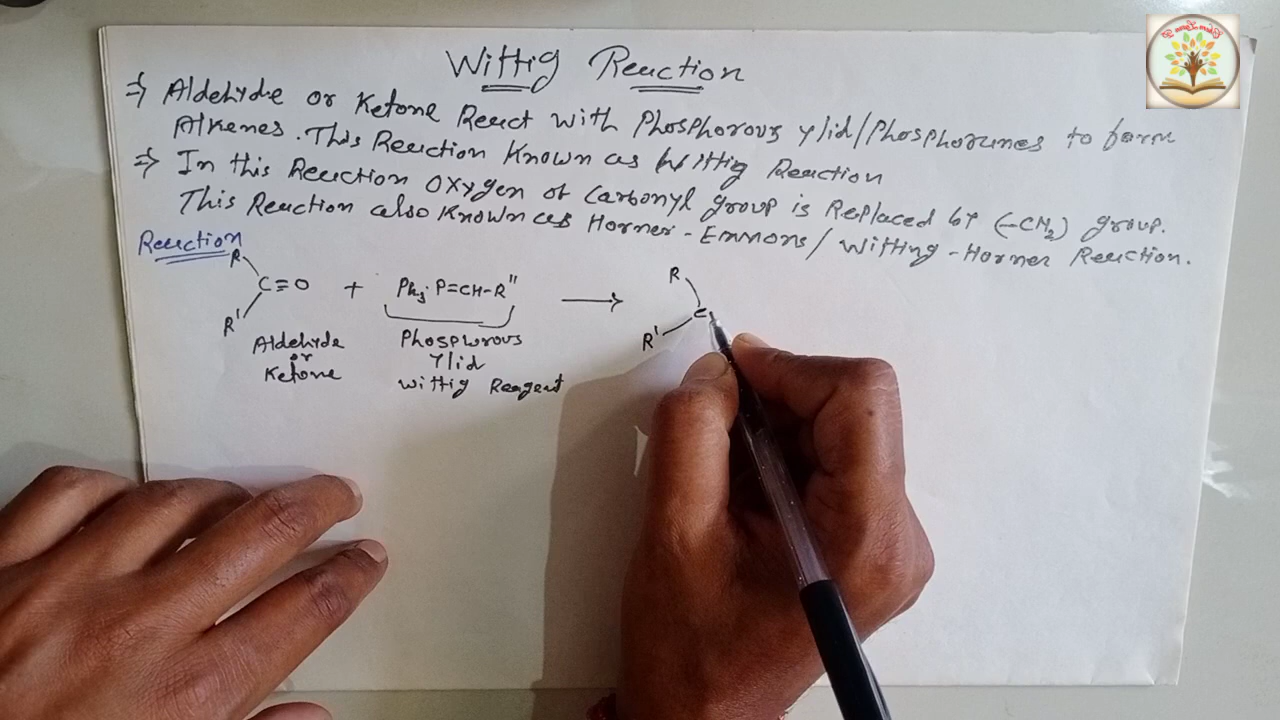 Wittig Reaction
⇒ Aldehyde or Ketone React with Phosphorous Ylid/Phosphoranes to form
Alkenes. This Reaction Known as Wittig Reaction
⇒ In this Reaction Oxygen of Carbonyl group is Replaced by (=CH2) group.
This Reaction also Known as Horner-Emmons/Witting-Horner Reaction.
Reaction
R
R'
C=O + Ph3P=CH-R" →
R
R'
C
Aldehyde
or
Ketone
Phosphorous
Ylid
Wittig Reagent